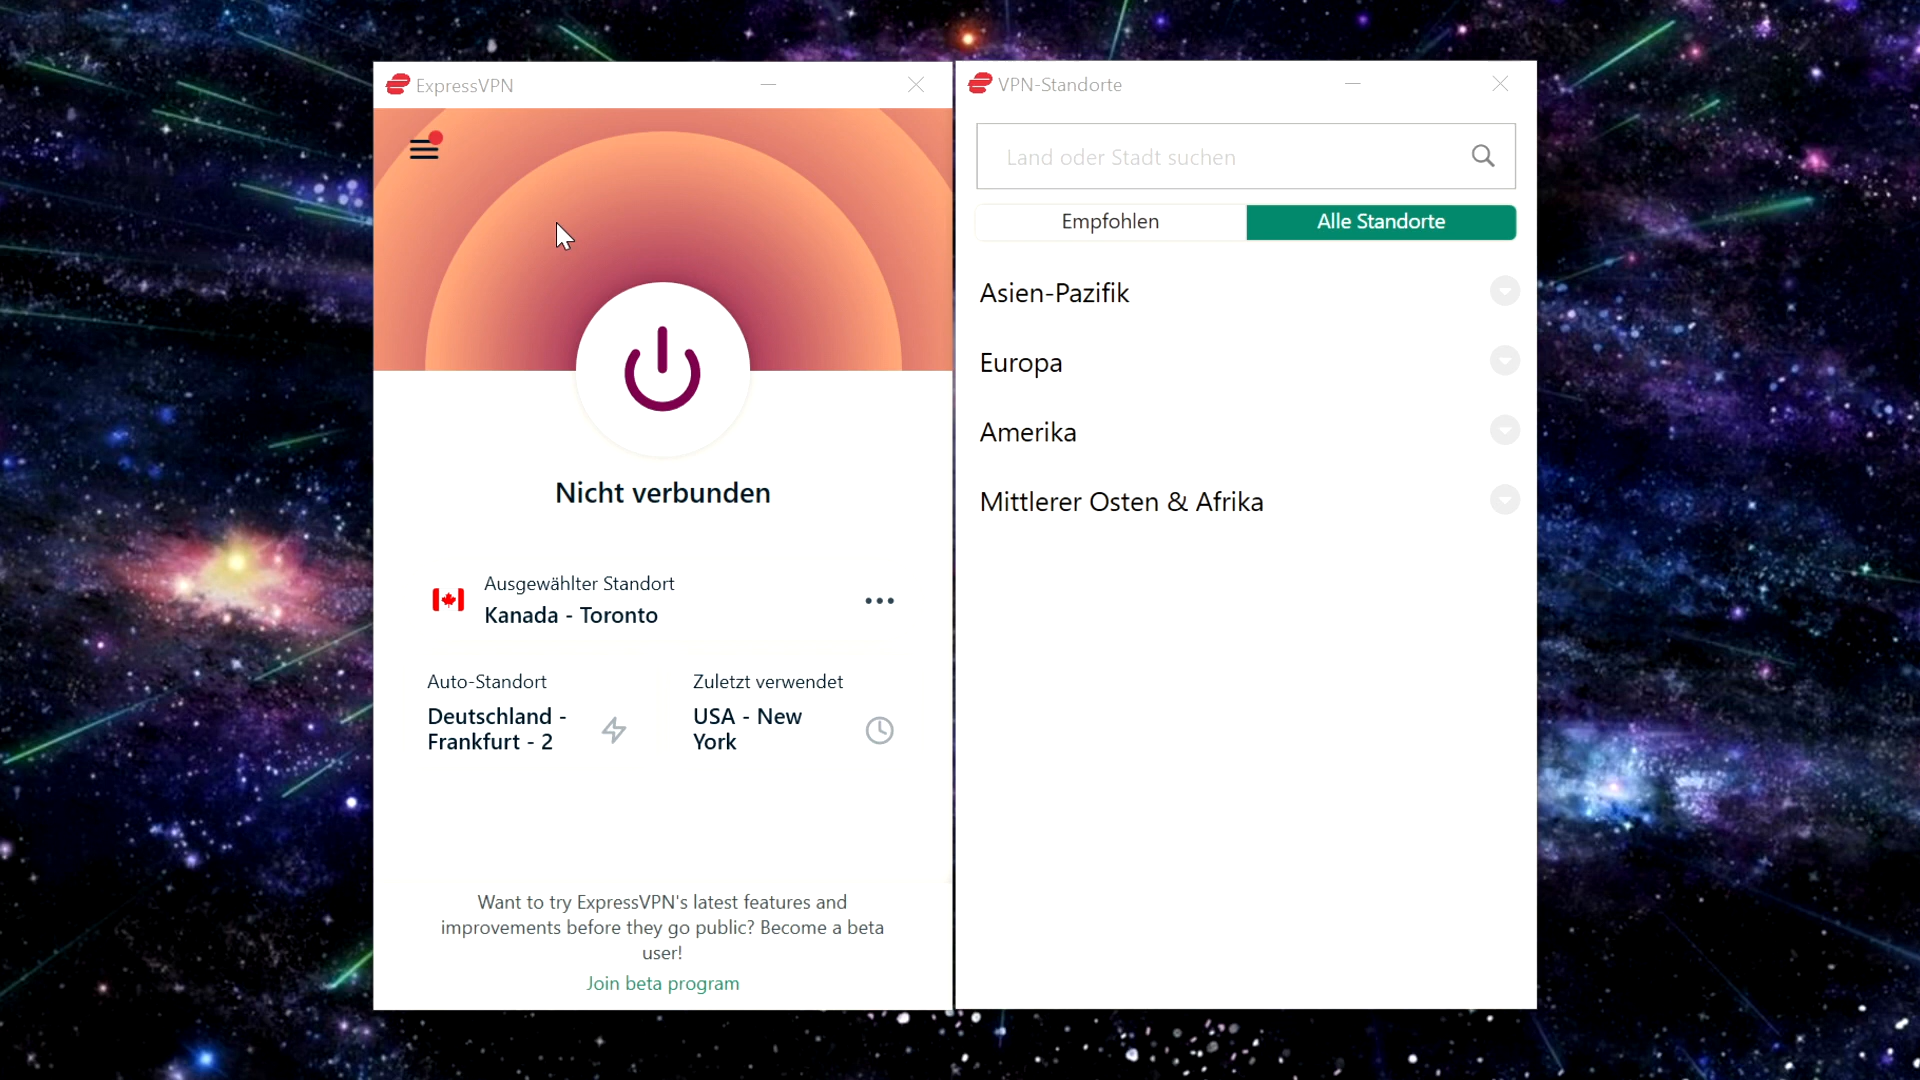 ExpressVPN
Nicht verbunden
Ausgewählter Standort
Kanada - Toronto
Auto-Standort
Deutschland -
Frankfurt - 2
Zuletzt verwendet
USA - New
York
Want to try ExpressVPN's latest features and
improvements before they go public? Become a beta
user!
Join beta program
VPN-Standorte
Land oder Stadt suchen
Empfohlen
Alle Standorte
Asien-Pazifik
Europa
Amerika
Mittlerer Osten & Afrika